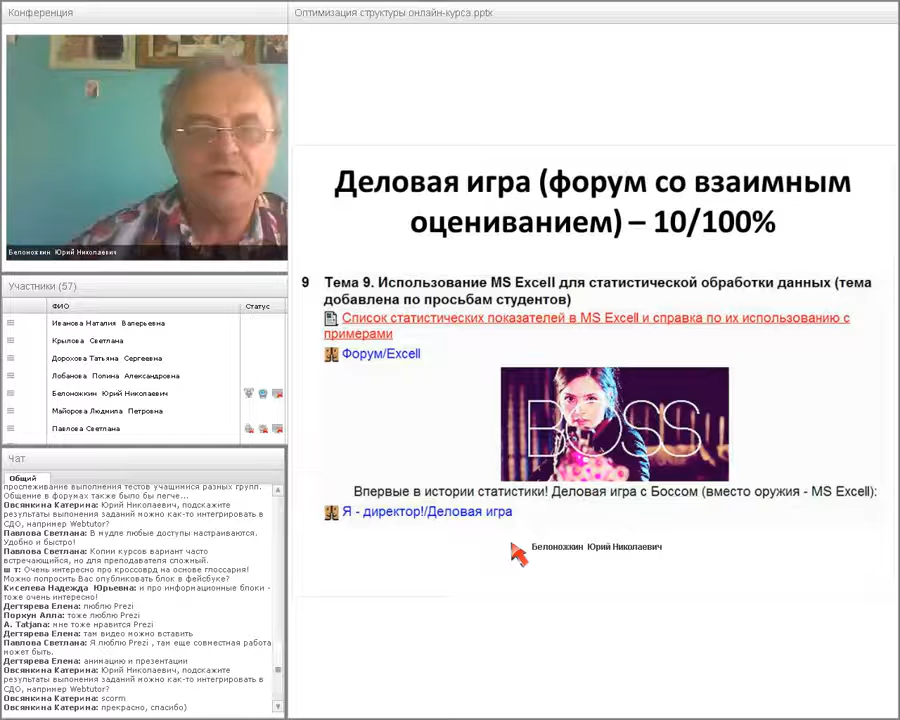 Конференция
Белоножкин Юрий Николаевич
Участники (57)
ФИО Статус
Иванова Наталия Валерьевна
Крылова Светлана
Дорохова Татьяна Сергеевна
Лобанова Полина Александровна
Белоножкин Юрий Николаевич
Майорова Людмила Петровна
Павлова Светлана
Чат
Общий
прослеживание выполнения тестов учащимися разных групп.
Общение в форумах также было бы легче...
Овсянкина Катерина: Юрий Николаевич, подскажите
результаты выпонения заданий можно как-то интегрировать в
СДО, например Webtutor?
Павлова Светлана: В мудле любые доступы настраиваются.
Удобно и быстро!
Павлова Светлана: Копии курсов вариант часто
встречающийся, но для преподавателя сложный.
ш т: Очень интересно про кроссворд на основе глоссария!
Можно попросить Вас опубликовать блок в фейсбуке?
Киселева Надежда Юрьевна: и про информационные блоки -
тоже очень интересно!
Дегтярева Елена: люблю Prezi
Порхун Алла: тоже люблю Prezi
A. Tatjana: мне тоже нравится Prezi
Дегтярева Елена: там видео можно вставить
Павлова Светлана: Я люблю Prezi , там еще совместная работа
может быть.
Дегтярева Елена: анимацию и презентации
Овсянкина Катерина: Юрий Николаевич, подскажите
результаты выпонения заданий можно как-то интегрировать в
СДО, например Webtutor?
Овсянкина Катерина: scorm
Овсянкина Катерина: прекрасно, спасибо)
Оптимизация структуры онлайн-курса.pptx
Деловая игра (форум со взаимным
оцениванием) – 10/100%
9 Тема 9. Использование MS Excell для статистической обработки данных (тема
добавлена по просьбам студентов)
Список статистических показателей в MS Excell и справка по их использованию с
примерами
Форум/Excell
BOSS
Впервые в истории статистики! Деловая игра с Боссом (вместо оружия - MS Excell):
Я - директор!/Деловая игра
Белоножкин Юрий Николаевич